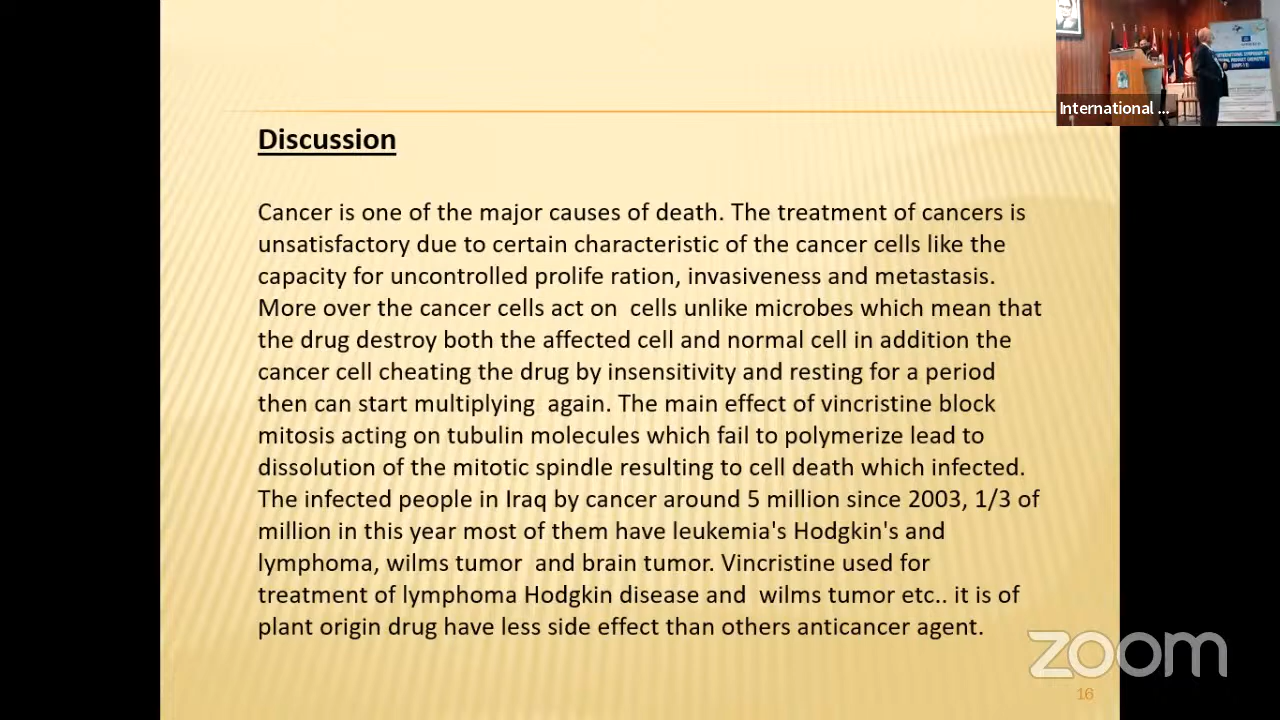 Discussion
Cancer is one of the major causes of death. The treatment of cancers is
unsatisfactory due to certain characteristic of the cancer cells like the
capacity for uncontrolled prolife ration, invasiveness and metastasis.
More over the cancer cells act on  cells unlike microbes which mean that
the drug destroy both the affected cell and normal cell in addition the
cancer cell cheating the drug by insensitivity and resting for a period
then can start multiplying  again. The main effect of vincristine block
mitosis acting on tubulin molecules which fail to polymerize lead to
dissolution of the mitotic spindle resulting to cell death which infected.
The infected people in Iraq by cancer around 5 million since 2003, 1/3 of
million in this year most of them have leukemia's Hodgkin's and
lymphoma, wilms tumor  and brain tumor. Vincristine used for
treatment of lymphoma Hodgkin disease and  wilms tumor etc.. it is of
plant origin drug have less side effect than others anticancer agent.
International ...
zoom
16